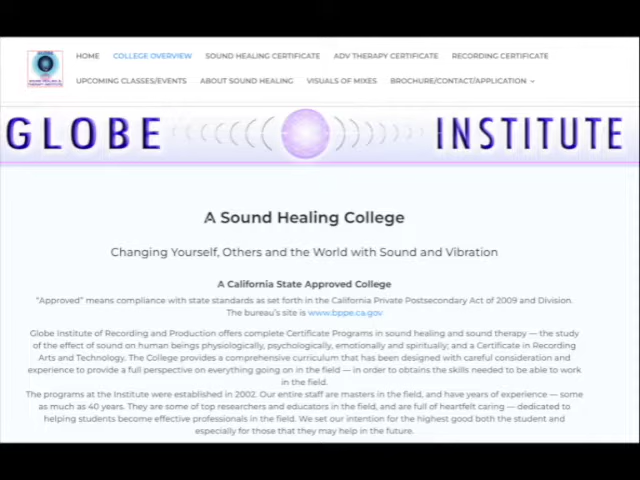 HOME COLLEGE OVERVIEW SOUND HEALING CERTIFICATE ADV THERAPY CERTIFICATE RECORDING CERTIFICATE
UPCOMING CLASSES/EVENTS ABOUT SOUND HEALING VISUALS OF MIXES BROCHURE/CONTACT/APPLICATION
GLOBE INSTITUTE
A Sound Healing College
Changing Yourself, Others and the World with Sound and Vibration
A California State Approved College
"Approved" means compliance with state standards as set forth in the California Private Postsecondary Act of 2009 and Division.
The bureau's site is www.bppe.ca.gov
Globe Institute of Recording and Production offers complete Certificate Programs in sound healing and sound therapy — the study
of the effect of sound on human beings physiologically, psychologically, emotionally and spiritually; and a Certificate in Recording
Arts and Technology. The College provides a comprehensive curriculum that has been designed with careful consideration and
experience to provide a full perspective on everything going on in the field — in order to obtains the skills needed to be able to work
in the field.
The programs at the Institute were established in 2002. Our entire staff are masters in the field, and have years of experience — some
as much as 40 years. They are some of top researchers and educators in the field, and are full of heartfelt caring — dedicated to
helping students become effective professionals in the field. We set our intention for the highest good both the student and
especially for those that they may help in the future.